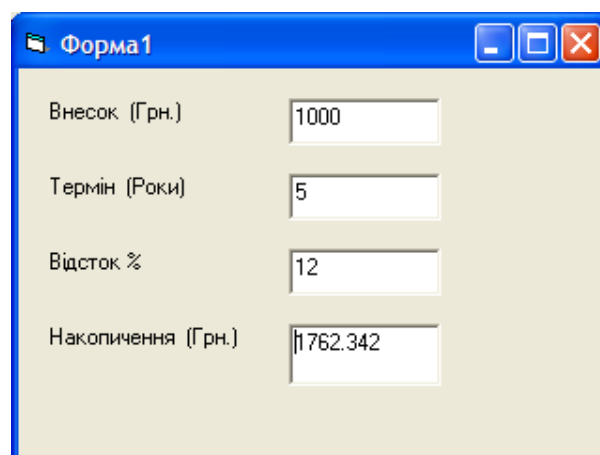 Форма1
Внесок (Грн.) 1000
Термін (Роки) 5
Відсток % 12
Накопичення (Грн.) 1762.342